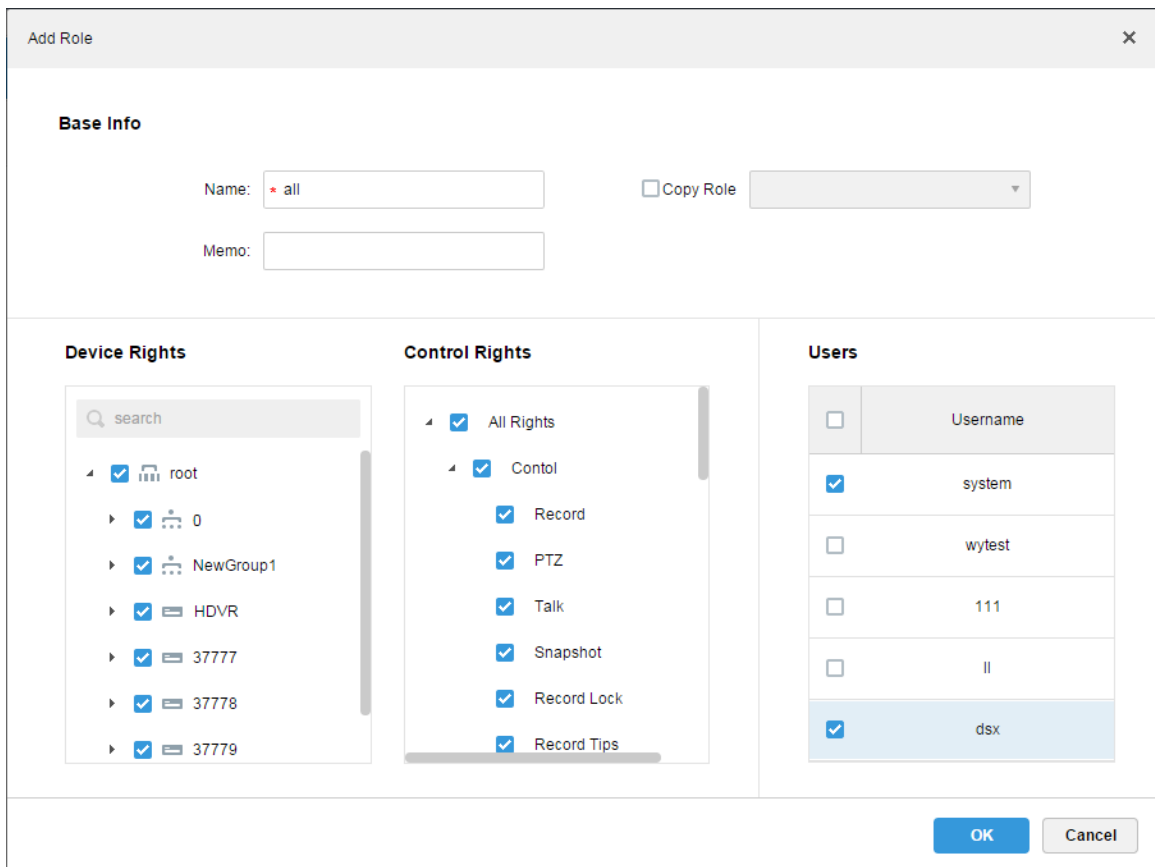 Add Role
Base Info
Name: * all
Copy Role
Memo:
Device Rights
search
root
0
NewGroup1
HDVR
37777
37778
37779
Control Rights
All Rights
Contol
Record
PTZ
Talk
Snapshot
Record Lock
Record Tips
Users
Username
system
wytest
111
ll
dsx
OK
Cancel